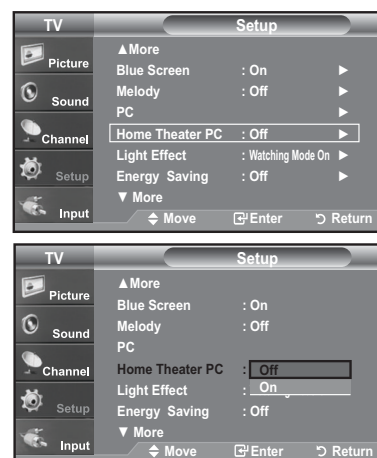 TV Setup
▲More
Picture
Blue Screen : On ►
Melody : Off ►
Sound
PC ►
Channel
Home Theater PC : Off ►
Light Effect : Watching Mode On ►
Setup
Energy Saving : Off ►
▼ More
Input
Move Enter Return
TV Setup
▲More
Picture
Blue Screen : On
Melody : Off
Sound
PC
Channel
Home Theater PC : Off
Light Effect : On
Setup
Energy Saving : Off
▼ More
Input
Move Enter Return